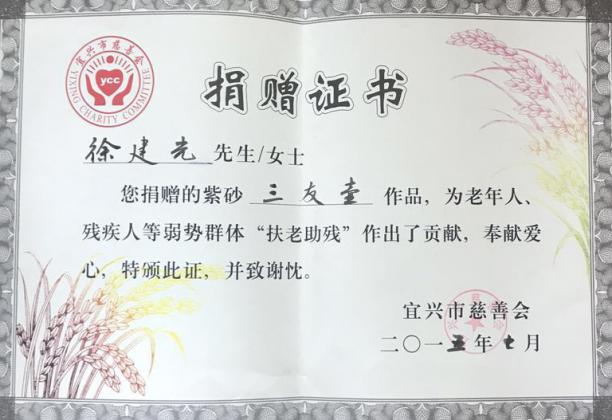 宜兴市慈善会
YCC
YIXING CHARITY COMMITTEE
捐赠证书
徐建先 先生/女士
您捐赠的紫砂 三友壶 作品，为老年人、
残疾人等弱势群体“扶老助残”作出了贡献，奉献爱
心，特颁此证，并致谢忱。
宜兴市慈善会
二〇一五年七月